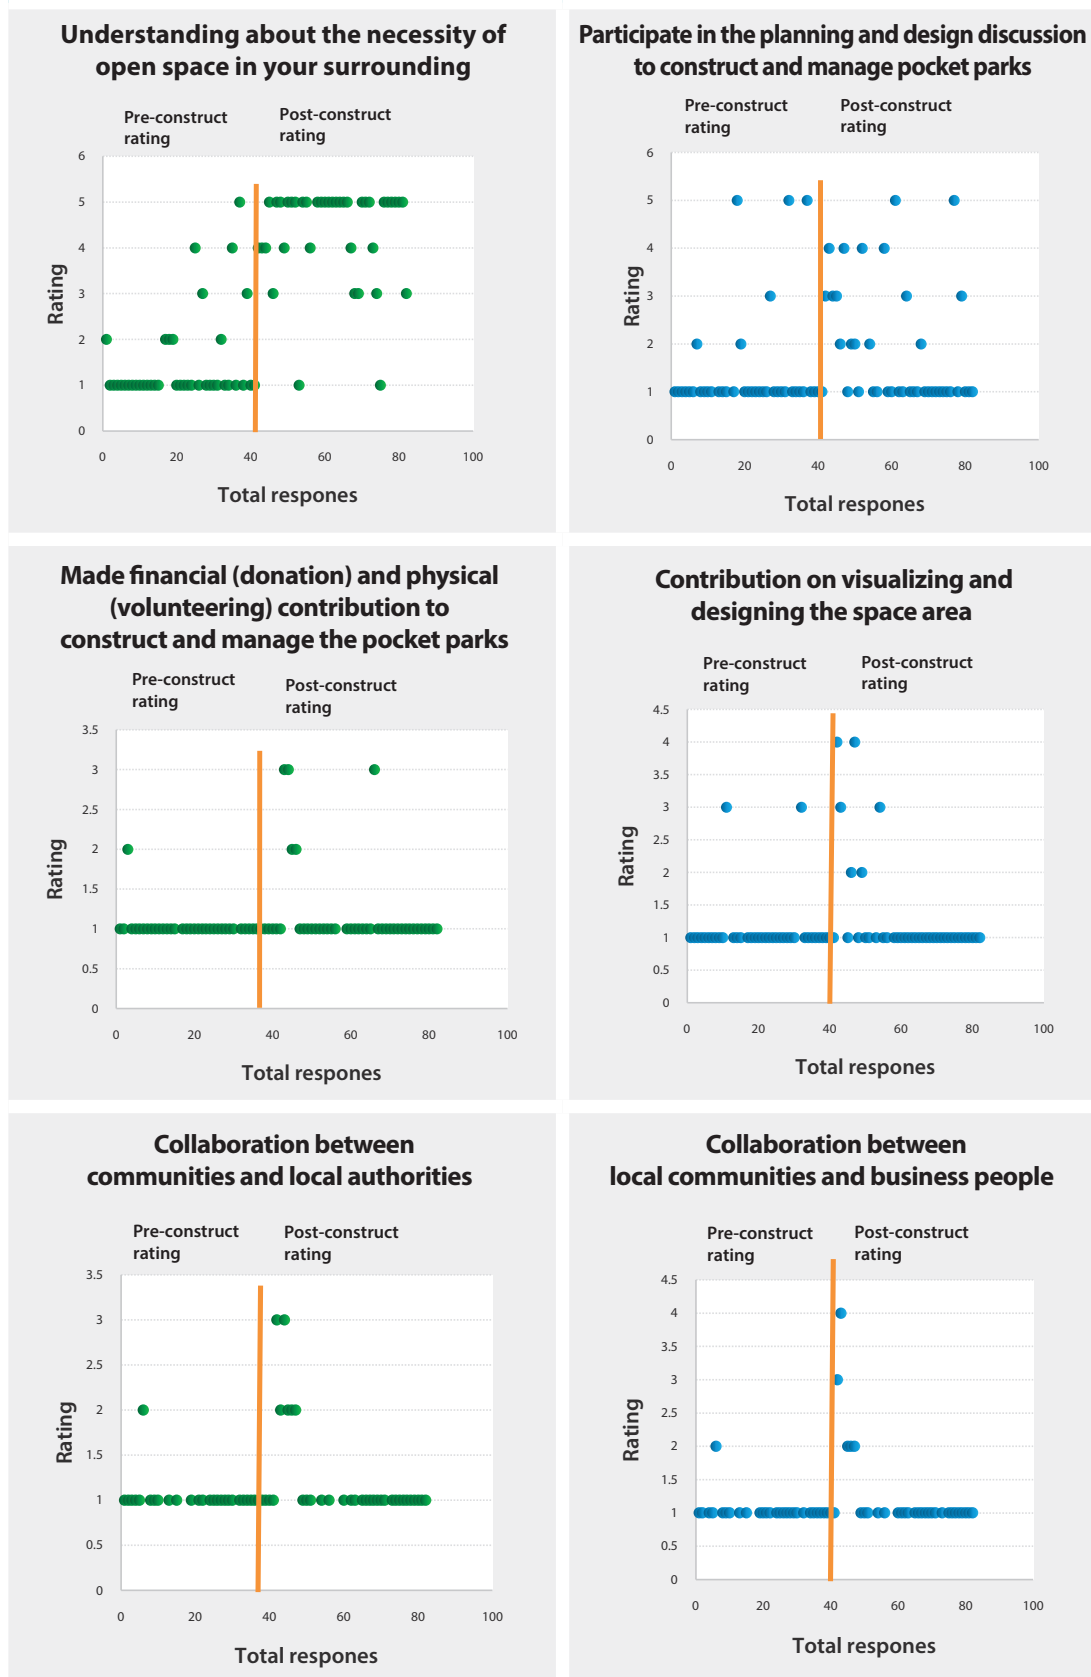 Understanding about the necessity of
open space in your surrounding
Pre-construct
rating
Post-construct
rating
6
5
4
3
2
1
0
Rating
0 20 40 60 80 100
Total respones
Participate in the planning and design discussion
to construct and manage pocket parks
Pre-construct
rating
Post-construct
rating
6
5
4
3
2
1
0
Rating
0 20 40 60 80 100
Total respones
Made financial (donation) and physical
(volunteering) contribution to
construct and manage the pocket parks
Pre-construct
rating
Post-construct
rating
3.5
3
2.5
2
1.5
1
0.5
0
Rating
0 20 40 60 80 100
Total respones
Contribution on visualizing and
designing the space area
Pre-construct
rating
Post-construct
rating
4.5
4
3.5
3
2.5
2
1.5
1
0.5
0
Rating
0 20 40 60 80 100
Total respones
Collaboration between
communities and local authorities
Pre-construct
rating
Post-construct
rating
3.5
3
2.5
2
1.5
1
0.5
0
Rating
0 20 40 60 80 100
Total respones
Collaboration between
local communities and business people
Pre-construct
rating
Post-construct
rating
4.5
4
3.5
3
2.5
2
1.5
1
0.5
0
Rating
0 20 40 60 80 100
Total respones